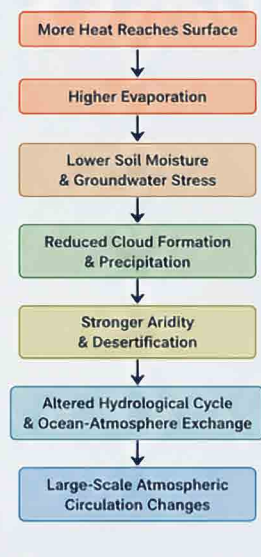 More Heat Reaches Surface
Higher Evaporation
Lower Soil Moisture
& Groundwater Stress
Reduced Cloud Formation
& Precipitation
Stronger Aridity
& Desertification
Altered Hydrological Cycle
& Ocean-Atmosphere Exchange
Large-Scale Atmospheric
Circulation Changes